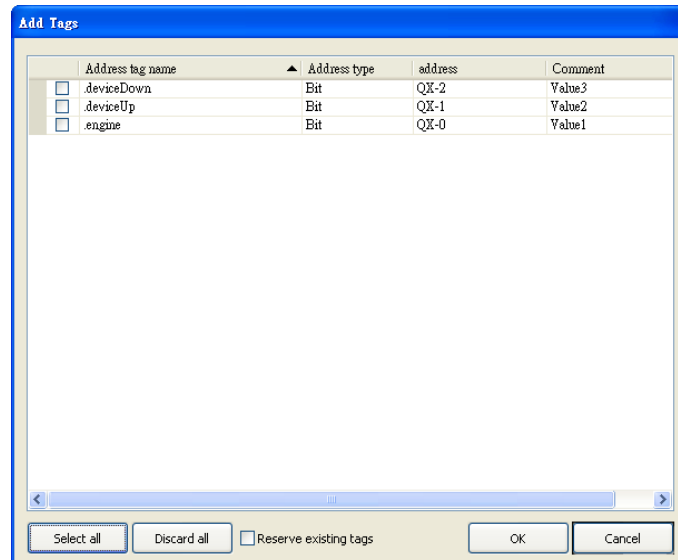 Add Tags
Address tag name Address type address Comment
.deviceDown Bit QX-2 Value3
.deviceUp Bit QX-1 Value2
.engine Bit QX-0 Value1
Select all Discard all Reserve existing tags OK Cancel